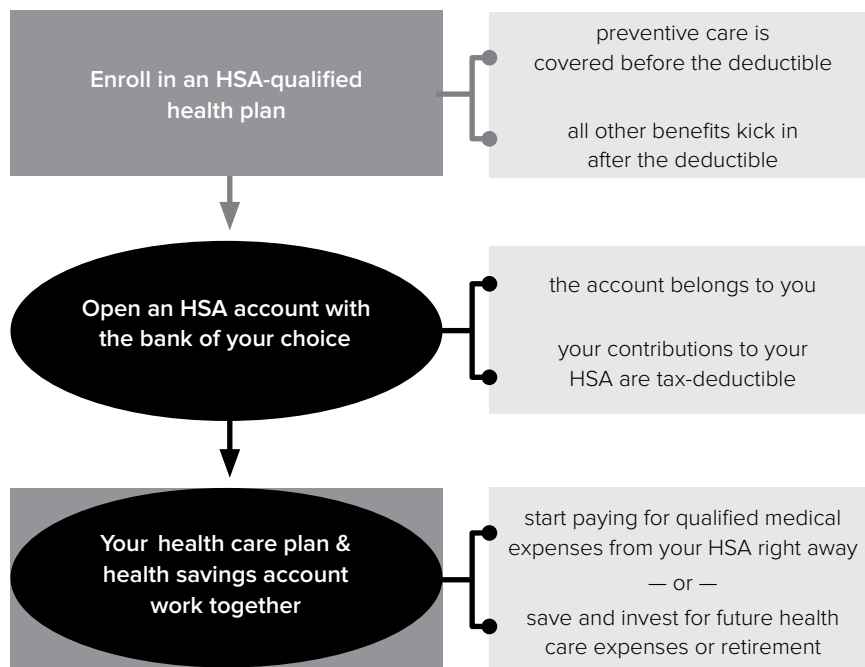 Enroll in an HSA-qualified
health plan
preventive care is
covered before the deductible
all other benefits kick in
after the deductible
Open an HSA account with
the bank of your choice
the account belongs to you
your contributions to your
HSA are tax-deductible
Your health care plan &
health savings account
work together
start paying for qualified medical
expenses from your HSA right away
— or —
save and invest for future health
care expenses or retirement